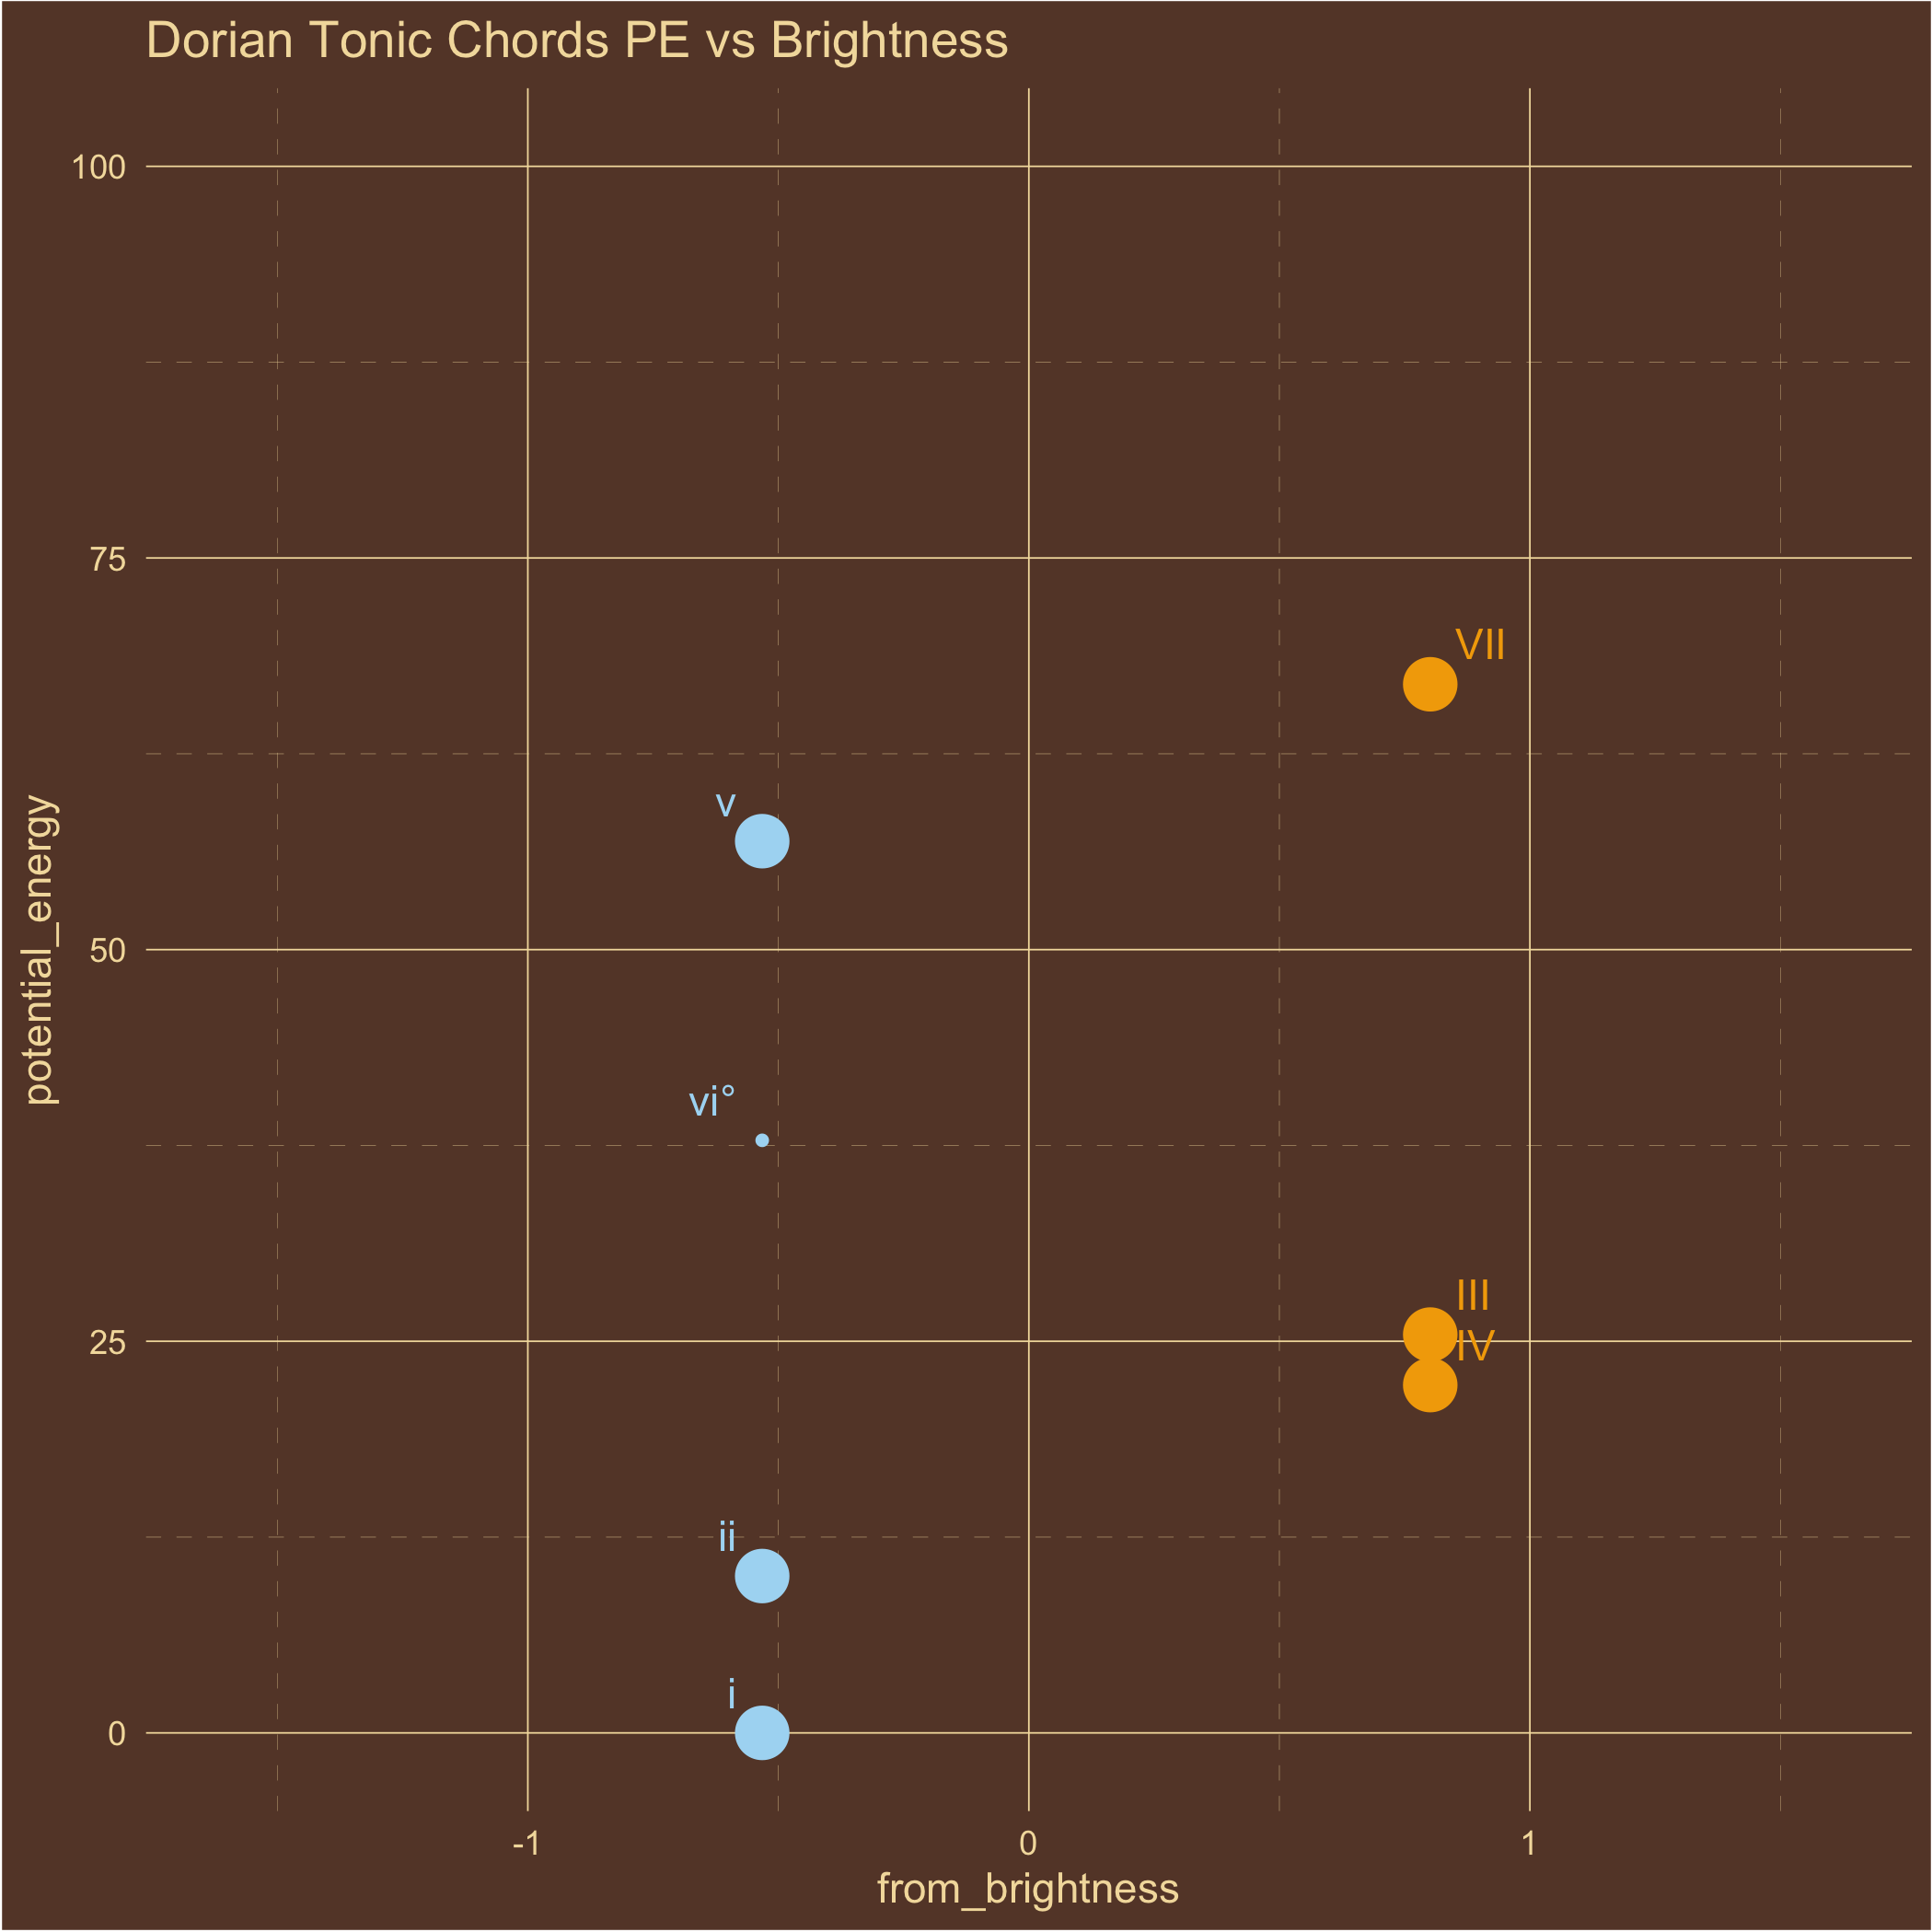 Dorian Tonic Chords PE vs Brightness
100
75
50
25
0
potential_energy
VII
v
vi°
III
IV
ii
i
-1
0
1
from_brightness